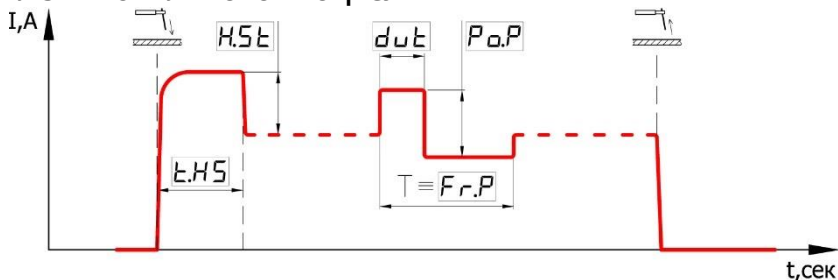 I,A
H.St
dut
Po.P
t.HS
T ≡ Fr.P
t,сек